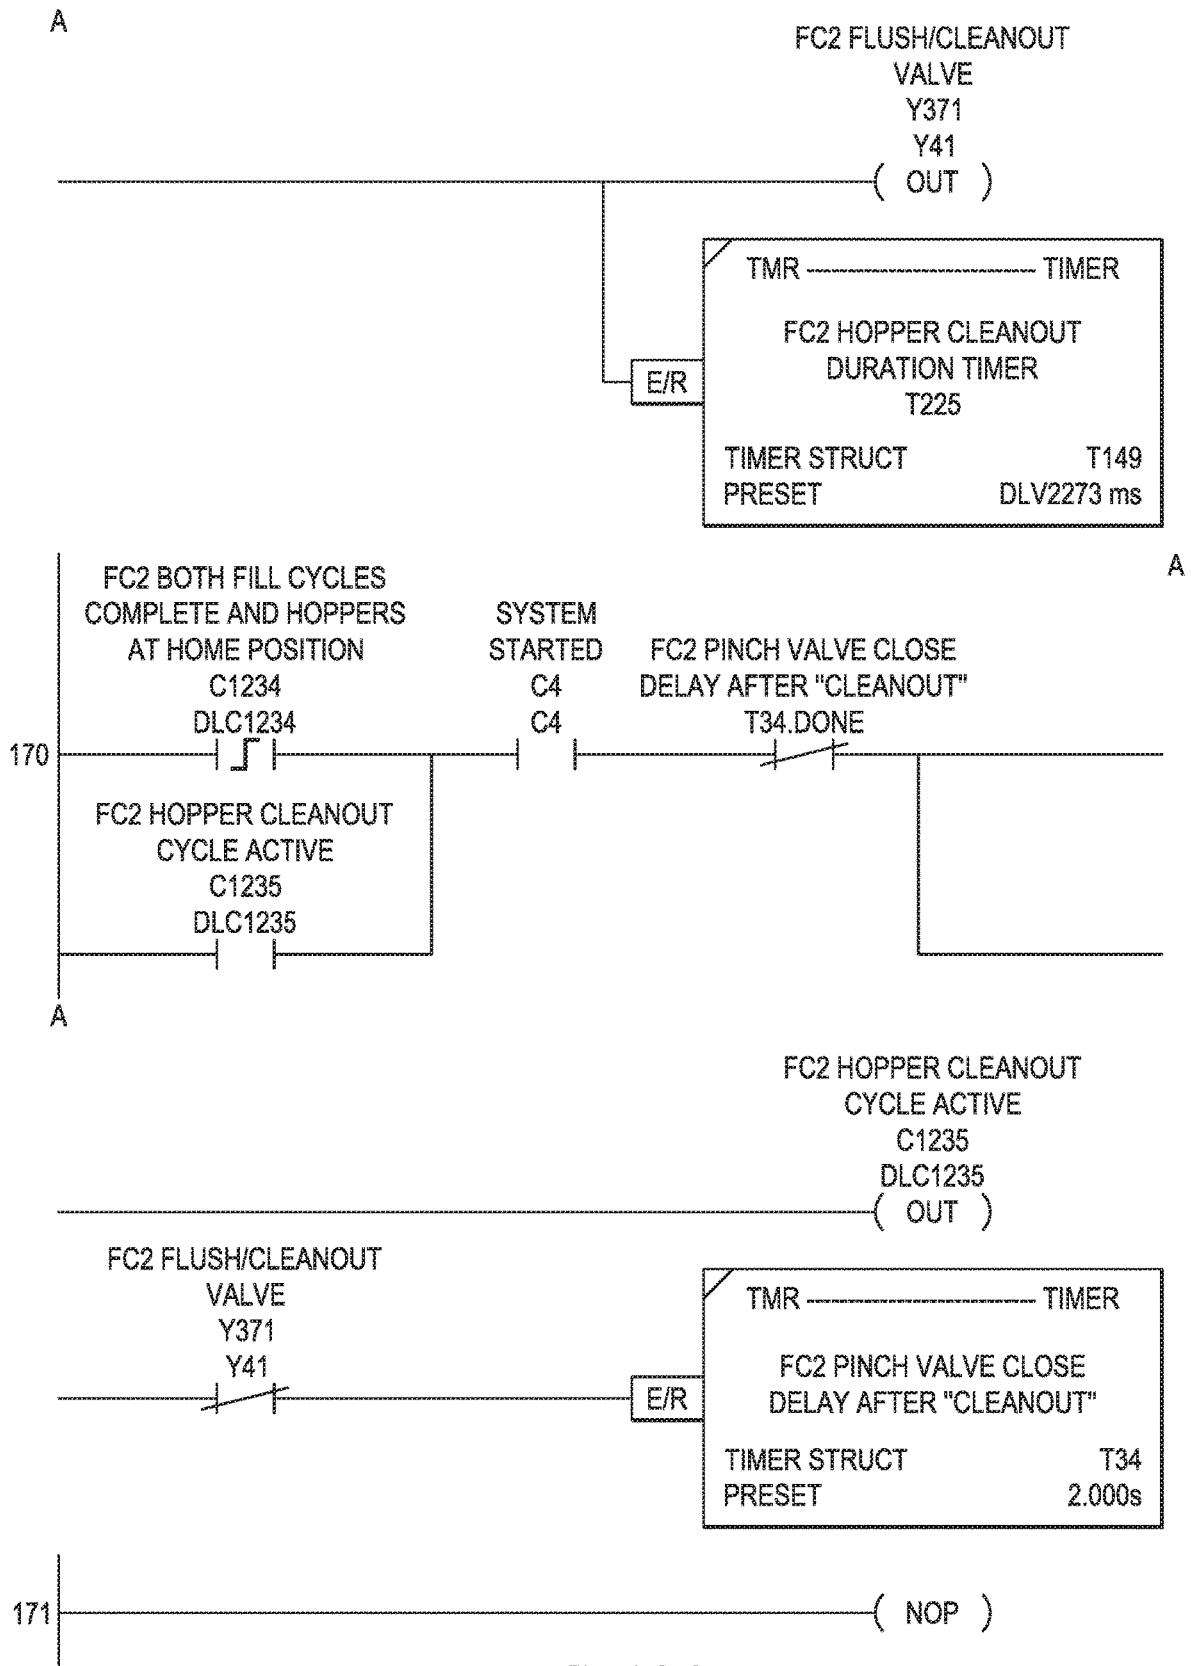 A
FC2 FLUSH/CLEANOUT
VALVE
Y371
Y41
( OUT )
TMR TIMER
FC2 HOPPER CLEANOUT
DURATION TIMER
T225
E/R
TIMER STRUCT T149
PRESET DLV2273 ms
A
FC2 BOTH FILL CYCLES
COMPLETE AND HOPPERS
AT HOME POSITION
C1234
DLC1234
SYSTEM
STARTED
C4
C4
FC2 PINCH VALVE CLOSE
DELAY AFTER "CLEANOUT"
T34.DONE
170
FC2 HOPPER CLEANOUT
CYCLE ACTIVE
C1235
DLC1235
A
FC2 HOPPER CLEANOUT
CYCLE ACTIVE
C1235
DLC1235
( OUT )
FC2 FLUSH/CLEANOUT
VALVE
Y371
Y41
TMR TIMER
FC2 PINCH VALVE CLOSE
DELAY AFTER "CLEANOUT"
E/R
TIMER STRUCT T34
PRESET 2.000s
171
( NOP )